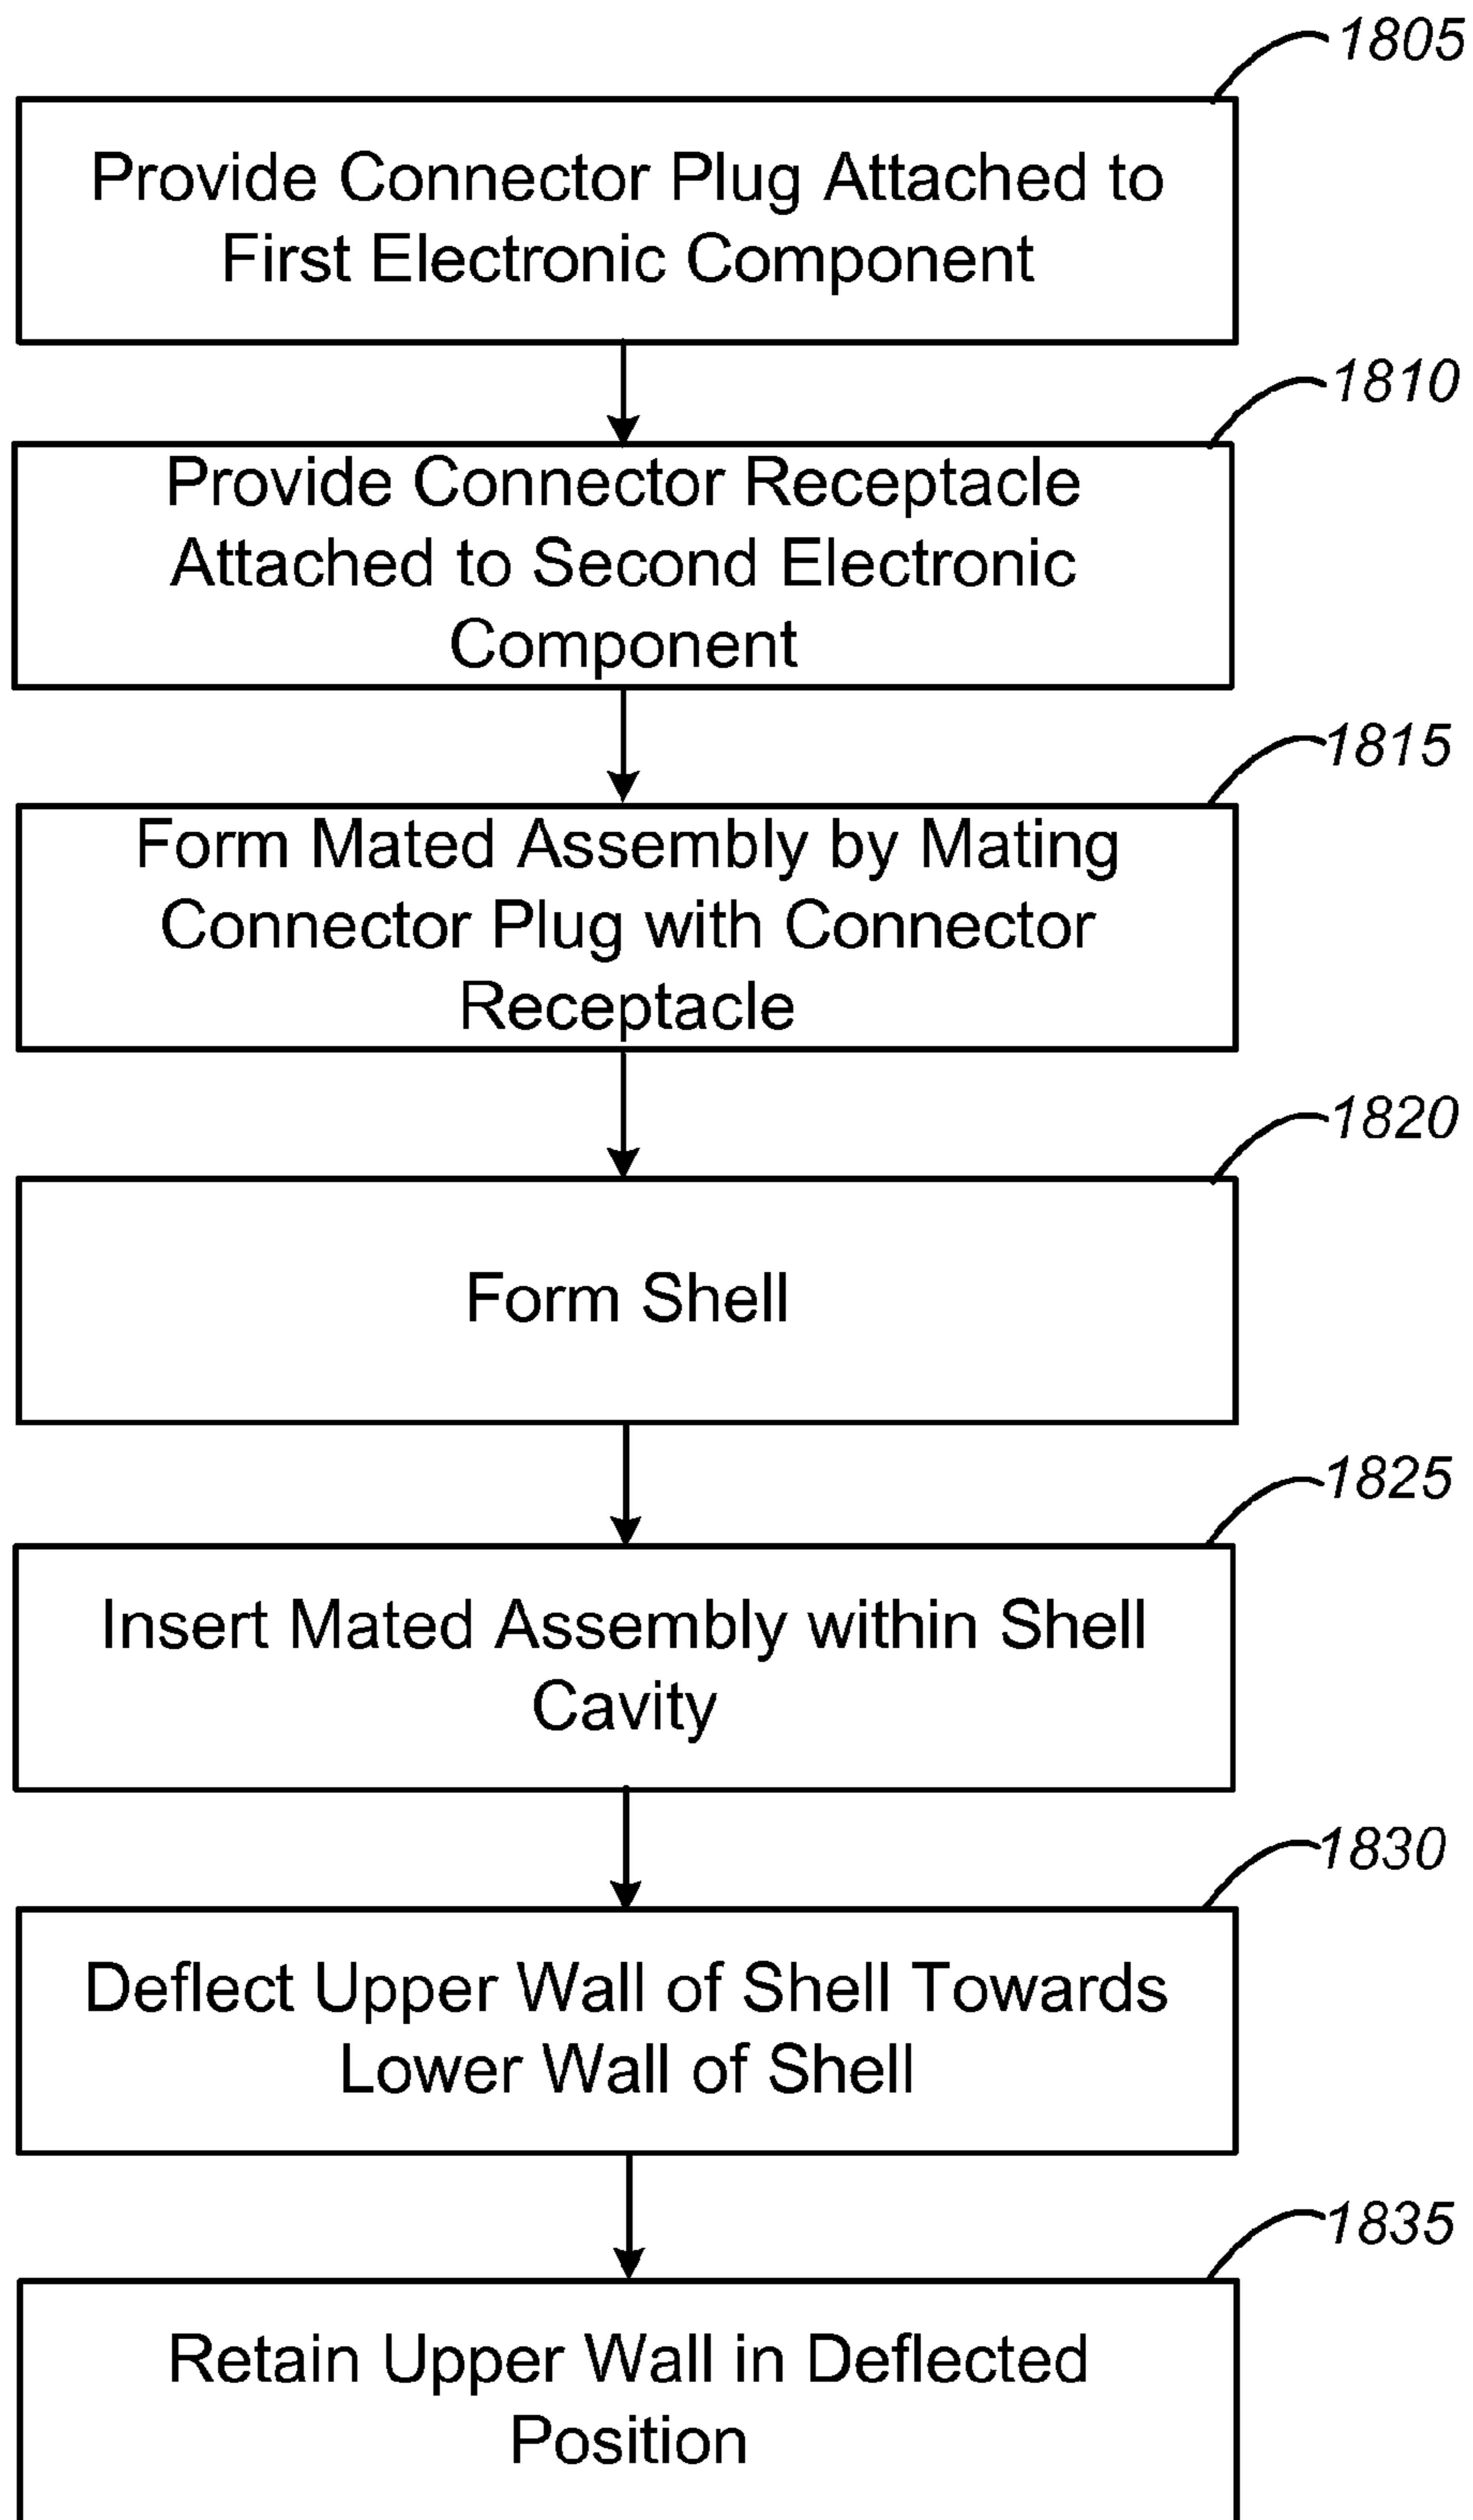 1805
Provide Connector Plug Attached to
First Electronic Component
1810
Provide Connector Receptacle
Attached to Second Electronic
Component
1815
Form Mated Assembly by Mating
Connector Plug with Connector
Receptacle
1820
Form Shell
1825
Insert Mated Assembly within Shell
Cavity
1830
Deflect Upper Wall of Shell Towards
Lower Wall of Shell
1835
Retain Upper Wall in Deflected
Position